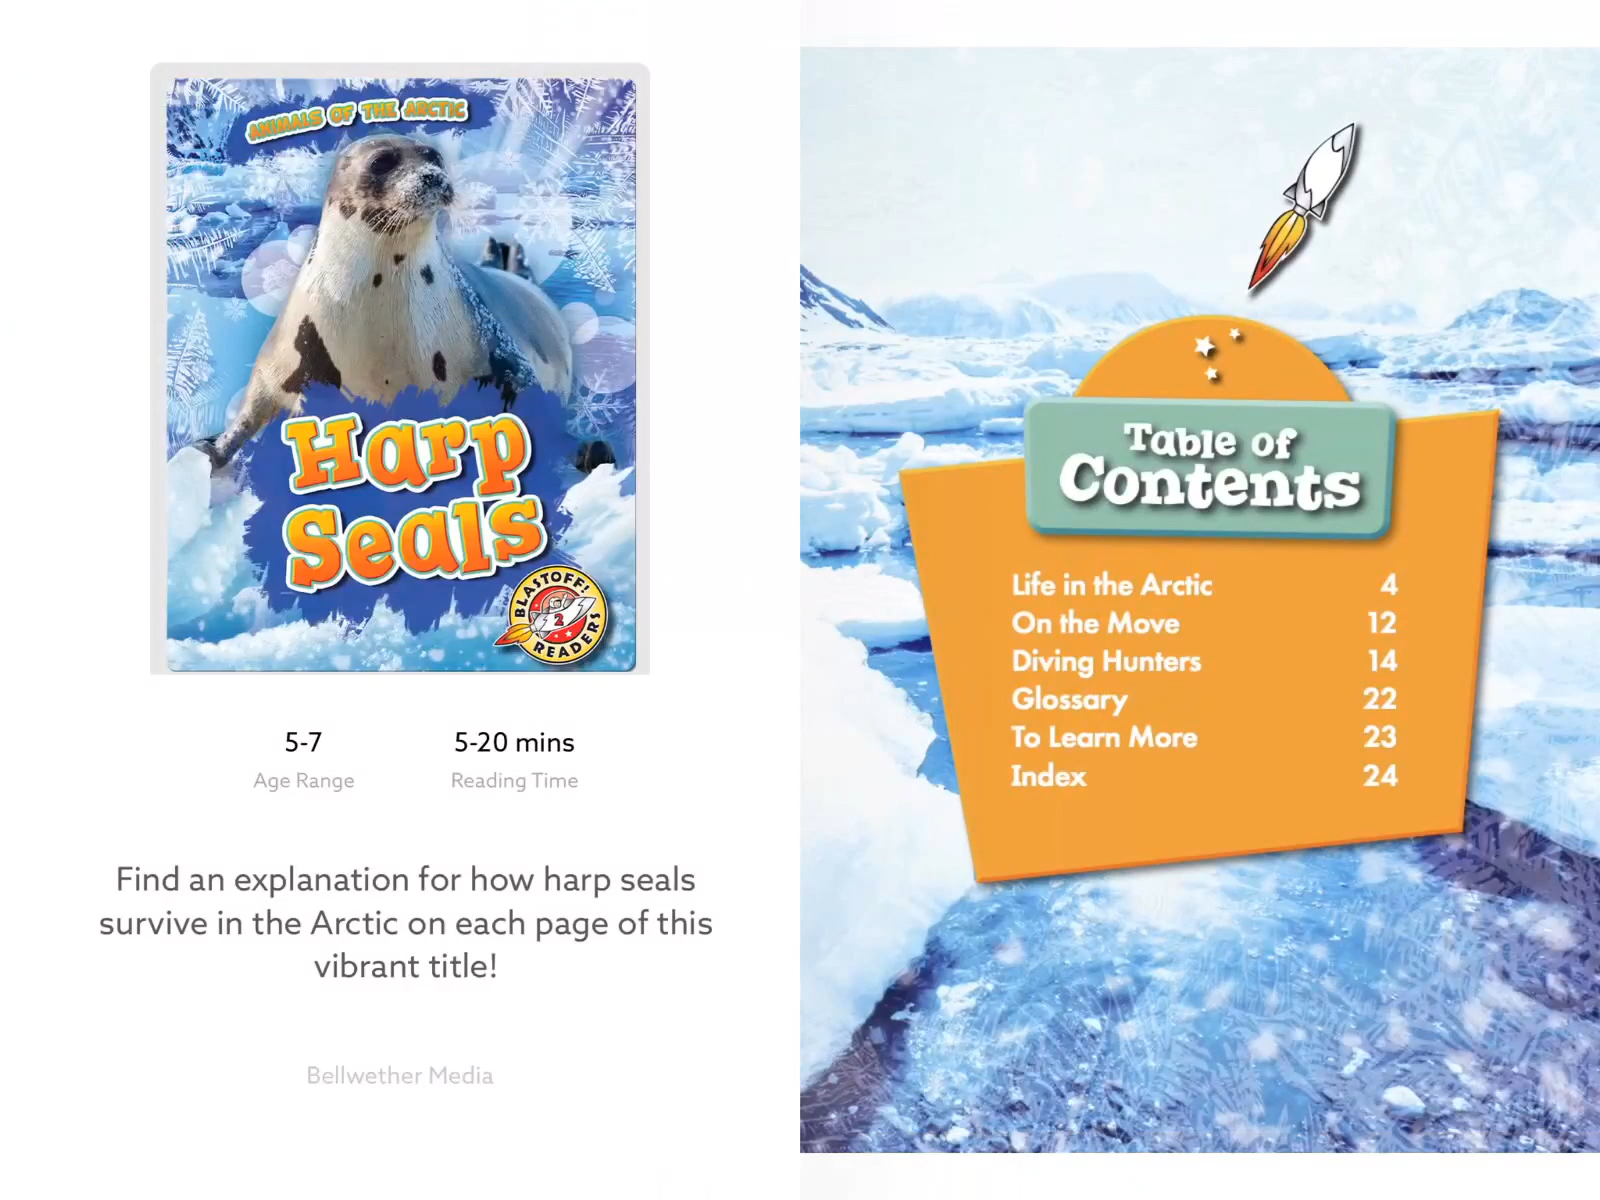 ANIMALS OF THE ARCTIC
Harp
Seals
BLASTOFF!
2
READERS
5-7
Age Range
5-20 mins
Reading Time
Find an explanation for how harp seals
survive in the Arctic on each page of this
vibrant title!
Bellwether Media
Table of
Contents
Life in the Arctic 4
On the Move 12
Diving Hunters 14
Glossary 22
To Learn More 23
Index 24